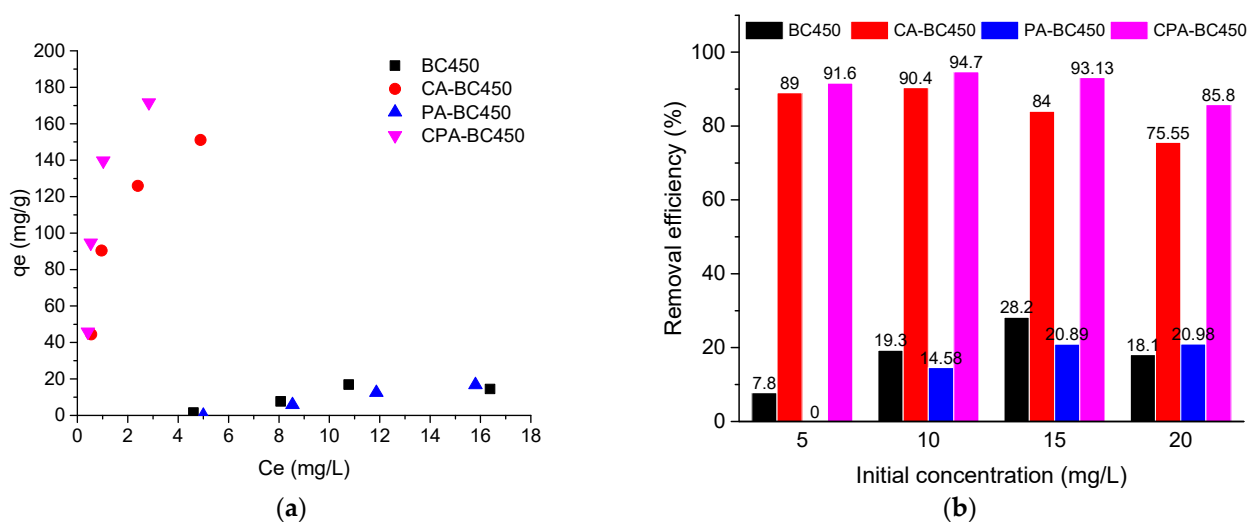 200
180
160
140
120
100
80
60
40
20
0
qe (mg/g)
BC450
CA-BC450
PA-BC450
CPA-BC450
0 2 4 6 8 10 12 14 16 18
Ce (mg/L)
(a)
BC450 CA-BC450 PA-BC450 CPA-BC450
100
80
60
40
20
0
Removal efficiency (%)
7.8 89 0 91.6
19.3 90.4 14.58 94.7
28.2 84 20.89 93.13
18.1 75.55 20.98 85.8
5 10 15 20
Initial concentration (mg/L)
(b)